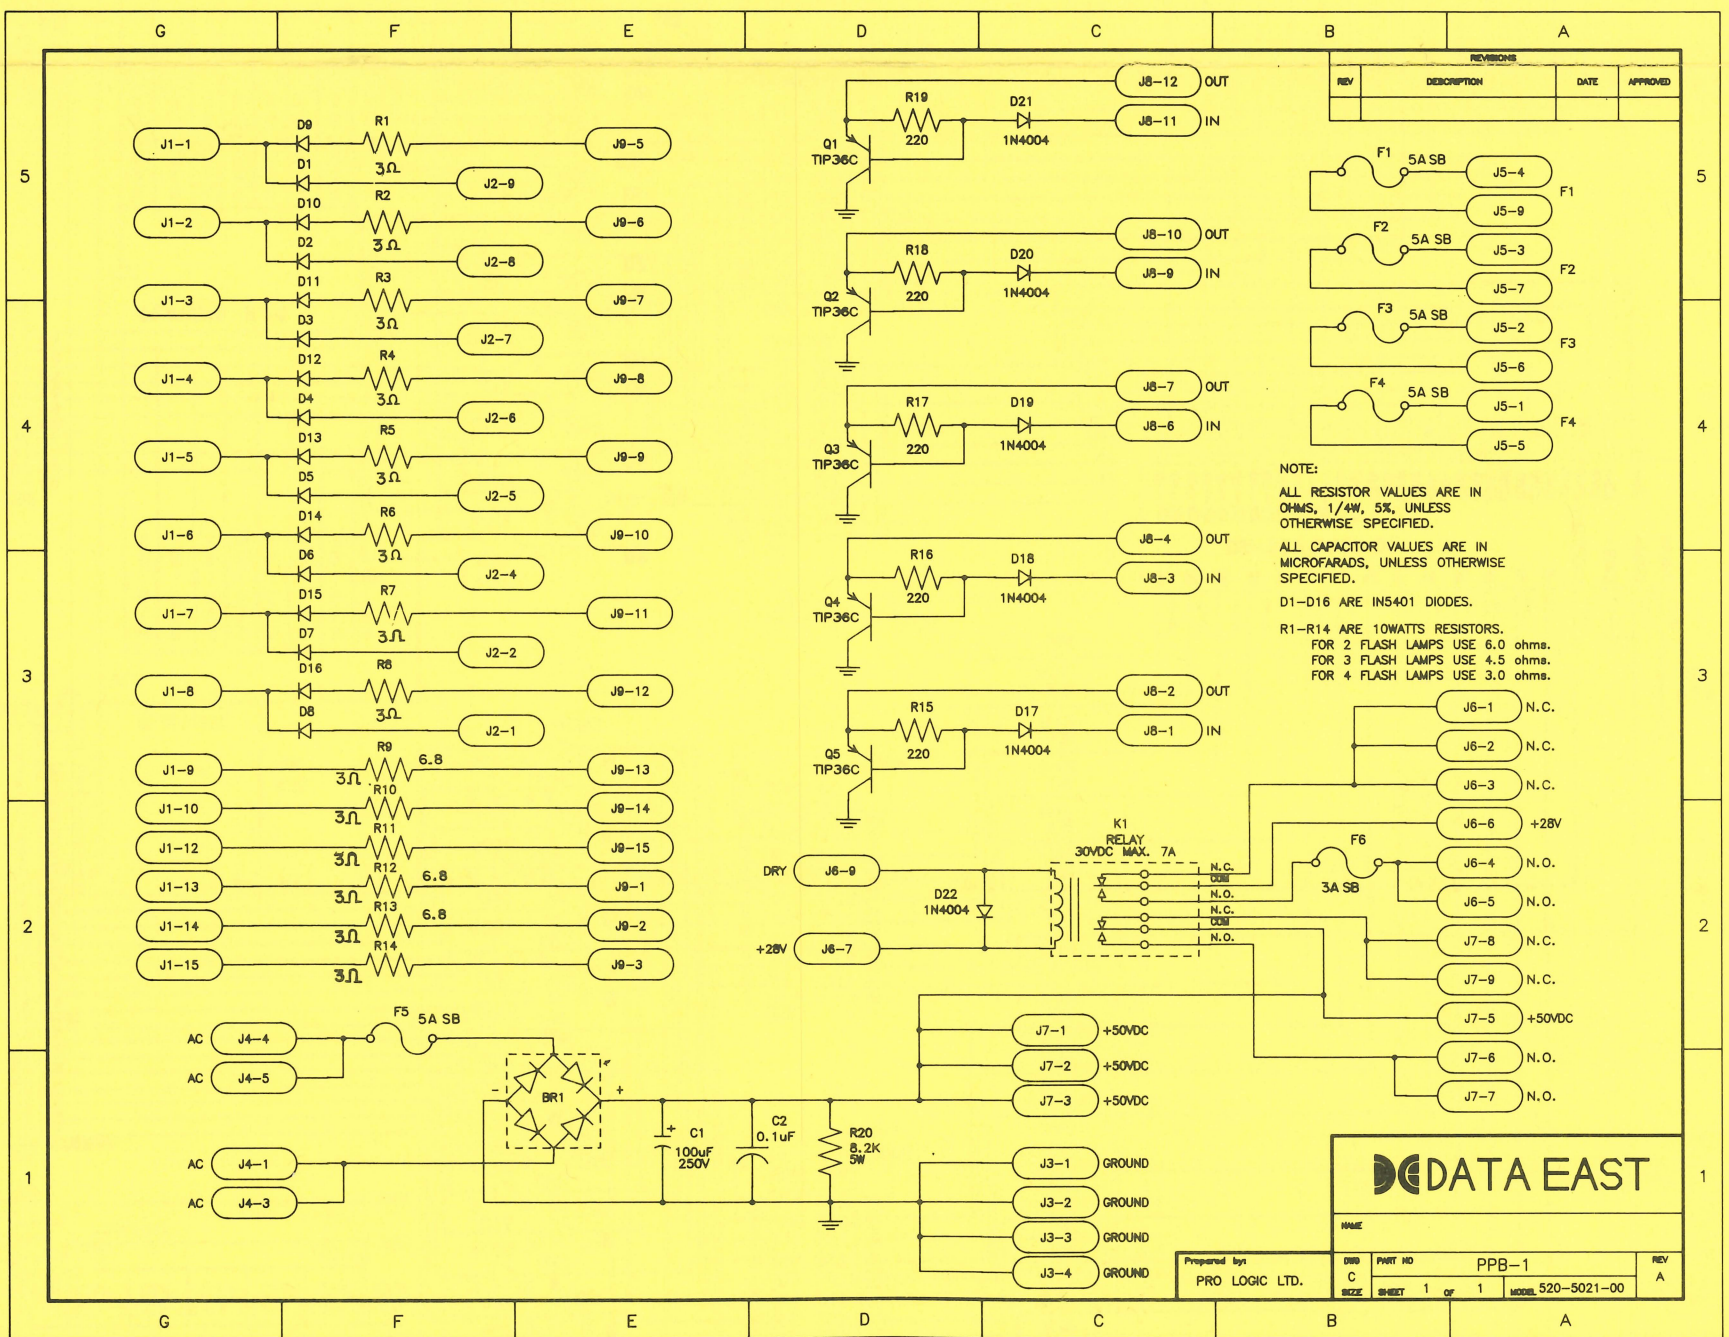 G F E D C B A
REVISIONS
REV DESCRIPTION DATE APPROVED
5
4
3
2
1
J1-1 D9 R1 3Ω J9-5
D1 J2-9
J1-2 D10 R2 3Ω J9-6
D2 J2-8
J1-3 D11 R3 3Ω J9-7
D3 J2-7
J1-4 D12 R4 3Ω J9-8
D4 J2-6
J1-5 D13 R5 3Ω J9-9
D5 J2-5
J1-6 D14 R6 3Ω J9-10
D6 J2-4
J1-7 D15 R7 3Ω J9-11
D7 J2-2
J1-8 D16 R8 3Ω J9-12
D8 J2-1
J1-9 R9 3Ω 6.8 J9-13
J1-10 R10 3Ω J9-14
J1-12 R11 3Ω J9-15
J1-13 R12 3Ω 6.8 J9-1
J1-14 R13 3Ω 6.8 J9-2
J1-15 R14 3Ω J9-3
J8-12 OUT
R19 220 D21 1N4004 J8-11 IN
Q1
TIP36C
J8-10 OUT
R18 220 D20 1N4004 J8-9 IN
Q2
TIP36C
J8-7 OUT
R17 220 D19 1N4004 J8-6 IN
Q3
TIP36C
J8-4 OUT
R16 220 D18 1N4004 J8-3 IN
Q4
TIP36C
J8-2 OUT
R15 220 D17 1N4004 J8-1 IN
Q5
TIP36C
F1 5A SB J5-4
F1
J5-9
F2 5A SB J5-3
F2
J5-7
F3 5A SB J5-2
F3
J5-6
F4 5A SB J5-1
F4
J5-5
NOTE:
ALL RESISTOR VALUES ARE IN
OHMS, 1/4W, 5%, UNLESS
OTHERWISE SPECIFIED.
ALL CAPACITOR VALUES ARE IN
MICROFARADS, UNLESS OTHERWISE
SPECIFIED.
D1-D16 ARE IN5401 DIODES.
R1-R14 ARE 10WATTS RESISTORS.
FOR 2 FLASH LAMPS USE 6.0 ohms.
FOR 3 FLASH LAMPS USE 4.5 ohms.
FOR 4 FLASH LAMPS USE 3.0 ohms.
J6-1 N.C.
J6-2 N.C.
J6-3 N.C.
J6-6 +28V
J6-4 N.O.
J6-5 N.O.
J7-8 N.C.
J7-9 N.C.
J7-5 +50VDC
J7-6 N.O.
J7-7 N.O.
F6
3A SB
K1
RELAY
30VDC MAX. 7A
N.C.
COM
N.O.
N.C.
COM
N.O.
DRY J6-9
D22
1N4004
+28V J6-7
AC J4-4 F5 5A SB
AC J4-5
AC J4-1
AC J4-3
- BR1 +
+ C1
100uF
250V
C2
0.1uF
R20
8.2K
5W
J7-1 +50VDC
J7-2 +50VDC
J7-3 +50VDC
J3-1 GROUND
J3-2 GROUND
J3-3 GROUND
J3-4 GROUND
DATA EAST
NAME
Prepared by:
PRO LOGIC LTD.
DWG
C
SIZE
PART NO PPB-1
REV
A
SHEET 1 OF 1 MODEL 520-5021-00
5
4
3
2
1
G F E D C B A